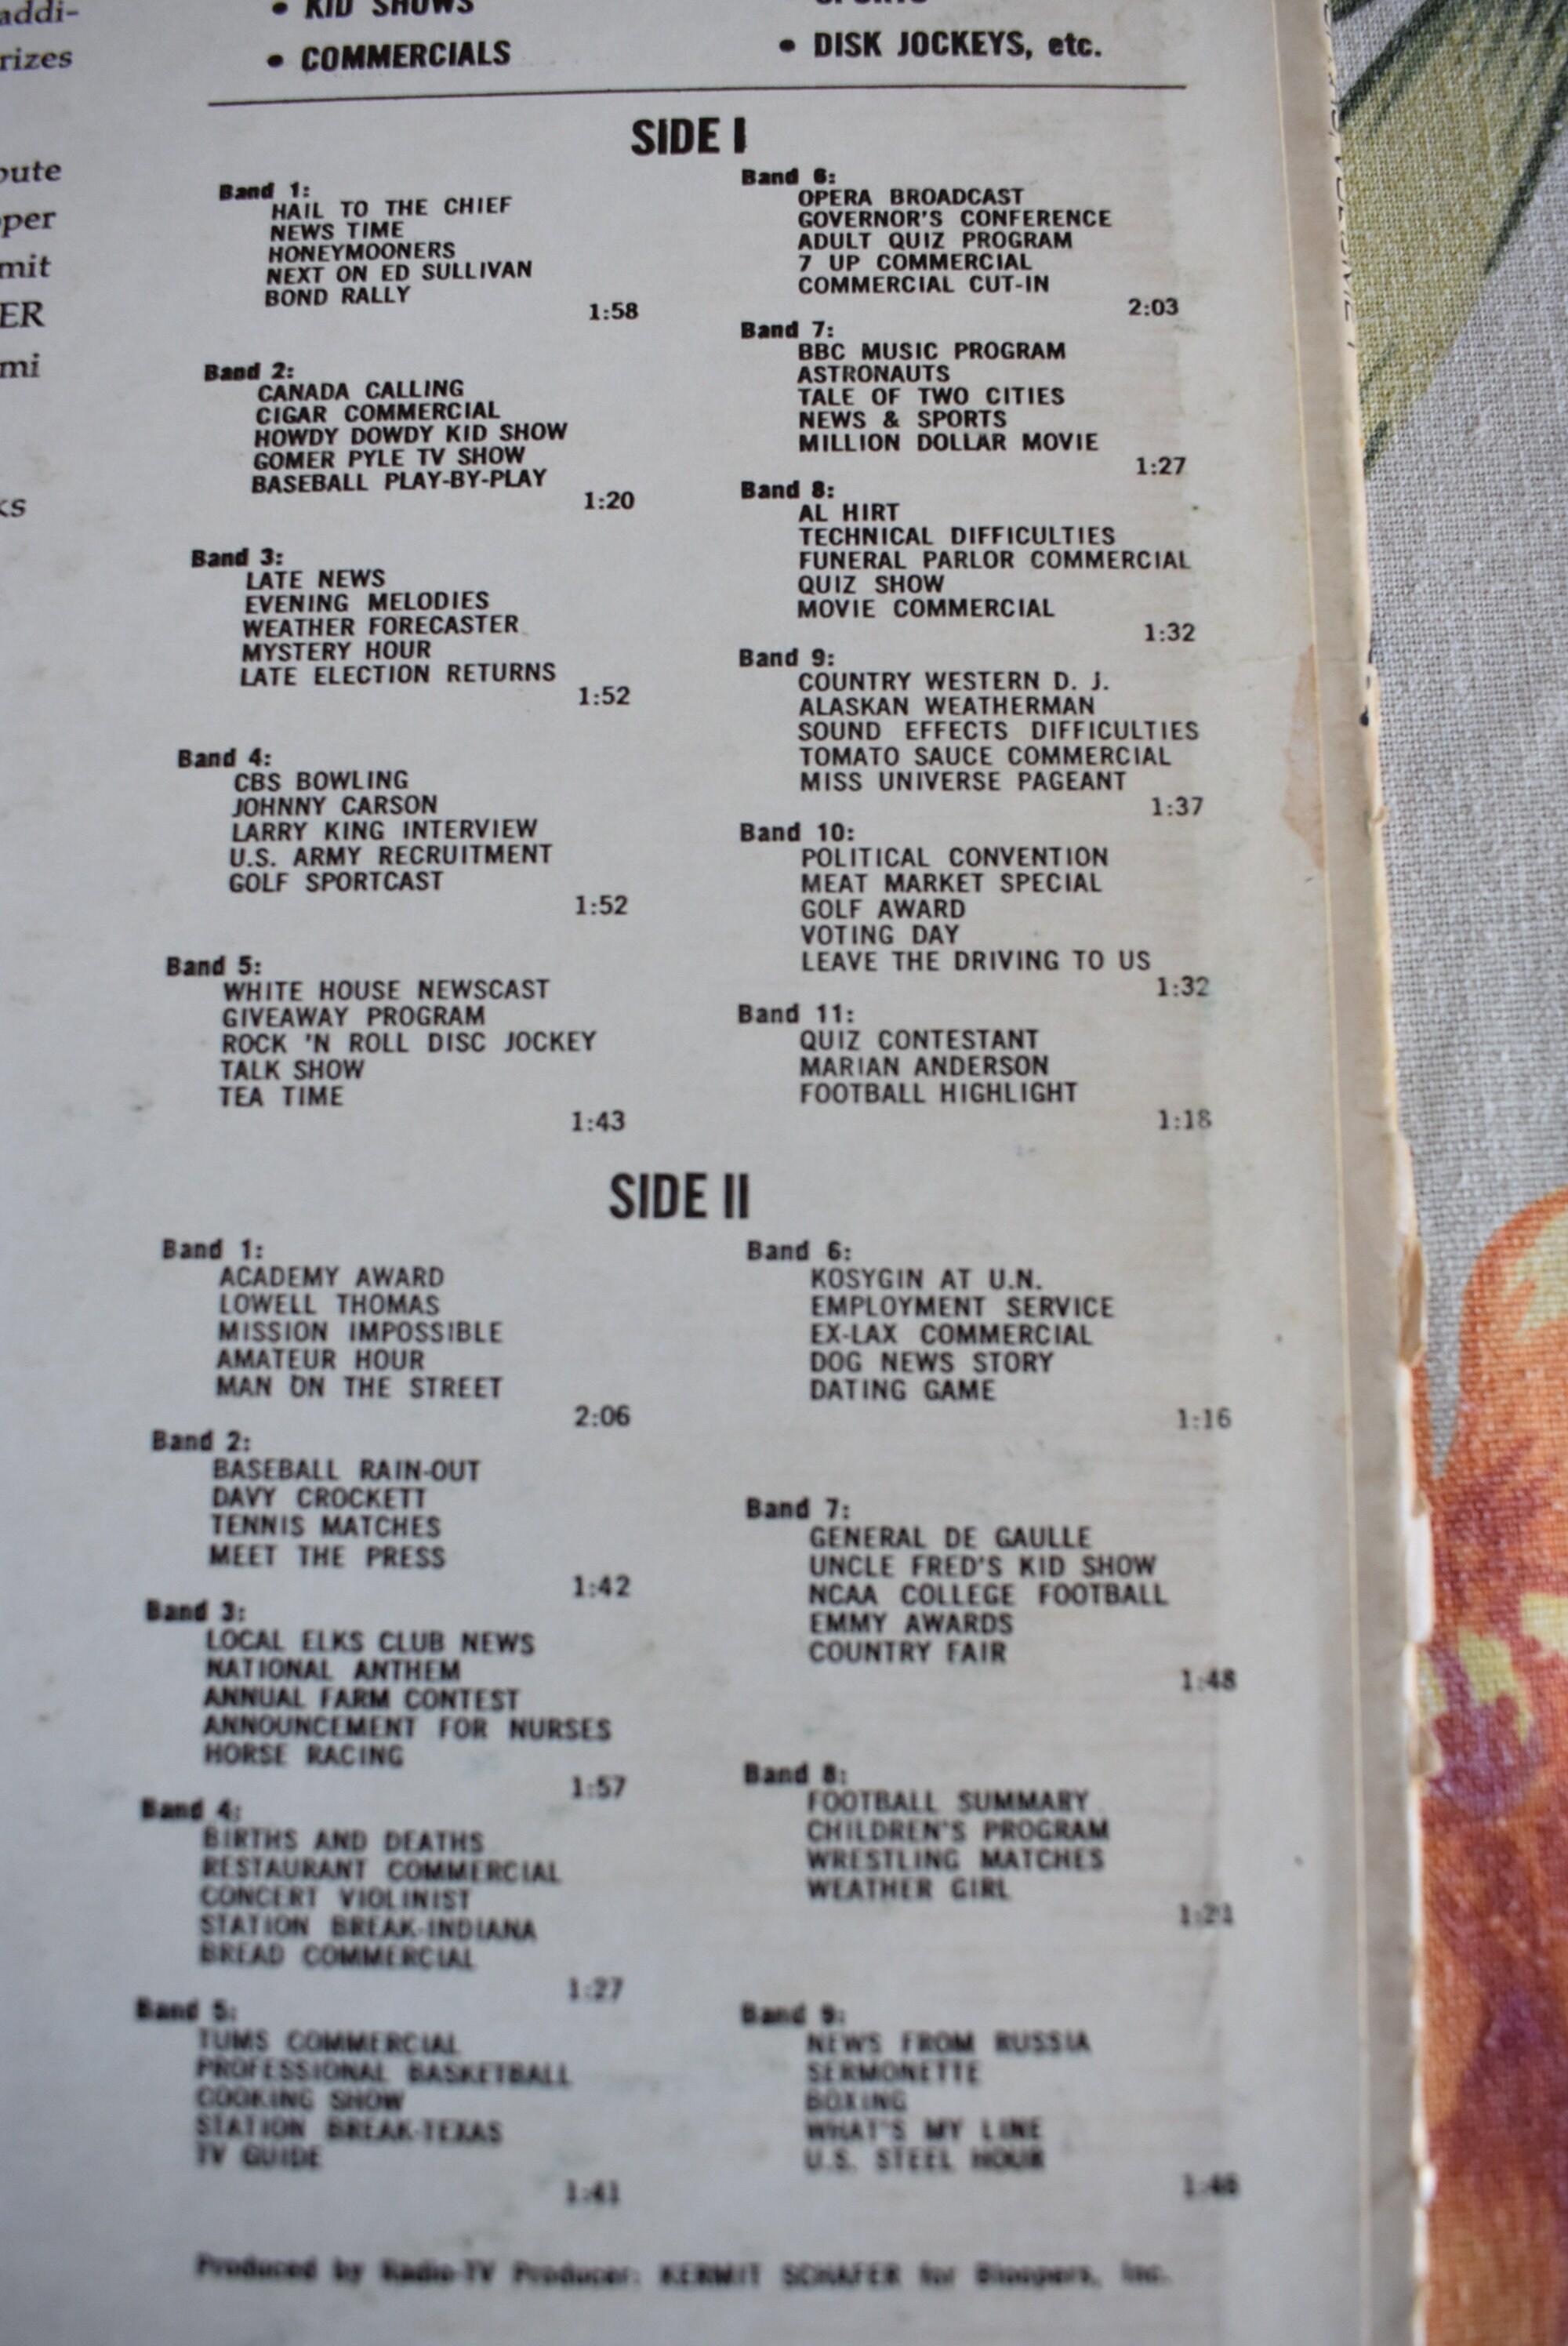 addi-
rizes
oute
oper
mit
ER
mi
ks
• KID SHOWS
• COMMERCIALS
SPORTS
• DISK JOCKEYS, etc.
SIDE I
Band 1:
HAIL TO THE CHIEF
NEWS TIME
HONEYMOONERS
NEXT ON ED SULLIVAN
BOND RALLY
1:58
Band 2:
CANADA CALLING
CIGAR COMMERCIAL
HOWDY DOWDY KID SHOW
GOMER PYLE TV SHOW
BASEBALL PLAY-BY-PLAY
1:20
Band 3:
LATE NEWS
EVENING MELODIES
WEATHER FORECASTER
MYSTERY HOUR
LATE ELECTION RETURNS
1:52
Band 4:
CBS BOWLING
JOHNNY CARSON
LARRY KING INTERVIEW
U.S. ARMY RECRUITMENT
GOLF SPORTCAST
1:52
Band 5:
WHITE HOUSE NEWSCAST
GIVEAWAY PROGRAM
ROCK 'N ROLL DISC JOCKEY
TALK SHOW
TEA TIME
1:43
Band 6:
OPERA BROADCAST
GOVERNOR'S CONFERENCE
ADULT QUIZ PROGRAM
7 UP COMMERCIAL
COMMERCIAL CUT-IN
2:03
Band 7:
BBC MUSIC PROGRAM
ASTRONAUTS
TALE OF TWO CITIES
NEWS & SPORTS
MILLION DOLLAR MOVIE
1:27
Band 8:
AL HIRT
TECHNICAL DIFFICULTIES
FUNERAL PARLOR COMMERCIAL
QUIZ SHOW
MOVIE COMMERCIAL
1:32
Band 9:
COUNTRY WESTERN D. J.
ALASKAN WEATHERMAN
SOUND EFFECTS DIFFICULTIES
TOMATO SAUCE COMMERCIAL
MISS UNIVERSE PAGEANT
1:37
Band 10:
POLITICAL CONVENTION
MEAT MARKET SPECIAL
GOLF AWARD
VOTING DAY
LEAVE THE DRIVING TO US
1:32
Band 11:
QUIZ CONTESTANT
MARIAN ANDERSON
FOOTBALL HIGHLIGHT
1:18
SIDE II
Band 1:
ACADEMY AWARD
LOWELL THOMAS
MISSION IMPOSSIBLE
AMATEUR HOUR
MAN ON THE STREET
2:06
Band 2:
BASEBALL RAIN-OUT
DAVY CROCKETT
TENNIS MATCHES
MEET THE PRESS
1:42
Band 3:
LOCAL ELKS CLUB NEWS
NATIONAL ANTHEM
ANNUAL FARM CONTEST
ANNOUNCEMENT FOR NURSES
HORSE RACING
1:57
Band 4:
BIRTHS AND DEATHS
RESTAURANT COMMERCIAL
CONCERT VIOLINIST
STATION BREAK-INDIANA
BREAD COMMERCIAL
1:27
Band 5:
TUMS COMMERCIAL
PROFESSIONAL BASKETBALL
COOKING SHOW
STATION BREAK-TEXAS
TV GUIDE
1:41
Band 6:
KOSYGIN AT U.N.
EMPLOYMENT SERVICE
EX-LAX COMMERCIAL
DOG NEWS STORY
DATING GAME
1:16
Band 7:
GENERAL DE GAULLE
UNCLE FRED'S KID SHOW
NCAA COLLEGE FOOTBALL
EMMY AWARDS
COUNTRY FAIR
1:48
Band 8:
FOOTBALL SUMMARY
CHILDREN'S PROGRAM
WRESTLING MATCHES
WEATHER GIRL
1:21
Band 9:
NEWS FROM RUSSIA
SERMONETTE
BOXING
WHAT'S MY LINE
U.S. STEEL HOUR
1:46
Produced by Radio-TV Producer: KERMIT SCHAFER for Bloopers, Inc.